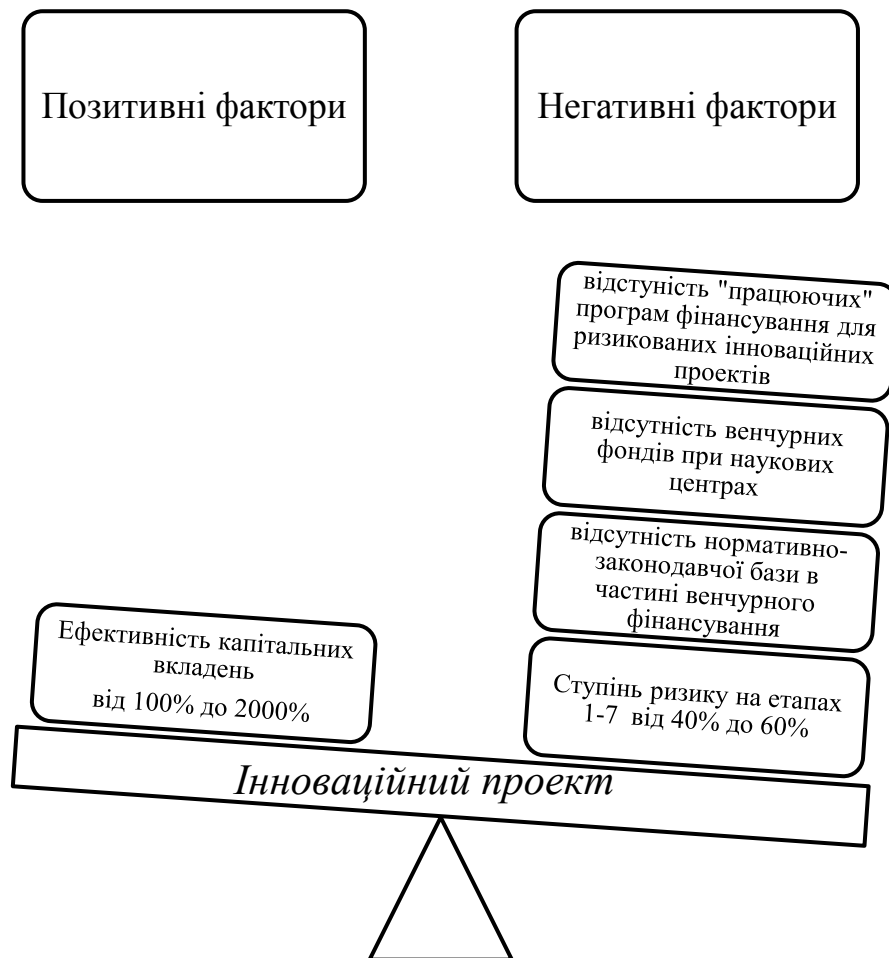 Позитивні фактори
Негативні фактори
відстуність "працюючих"
програм фінансування для
ризикованих інноваційних
проектів
відсутність венчурних
фондів при наукових
центрах
відсутність нормативно-
законодавчої бази в
частині венчурного
фінансування
Ефективність капітальних
вкладень
від 100% до 2000%
Ступінь ризику на етапах
1-7 від 40% до 60%
Інноваційний проект